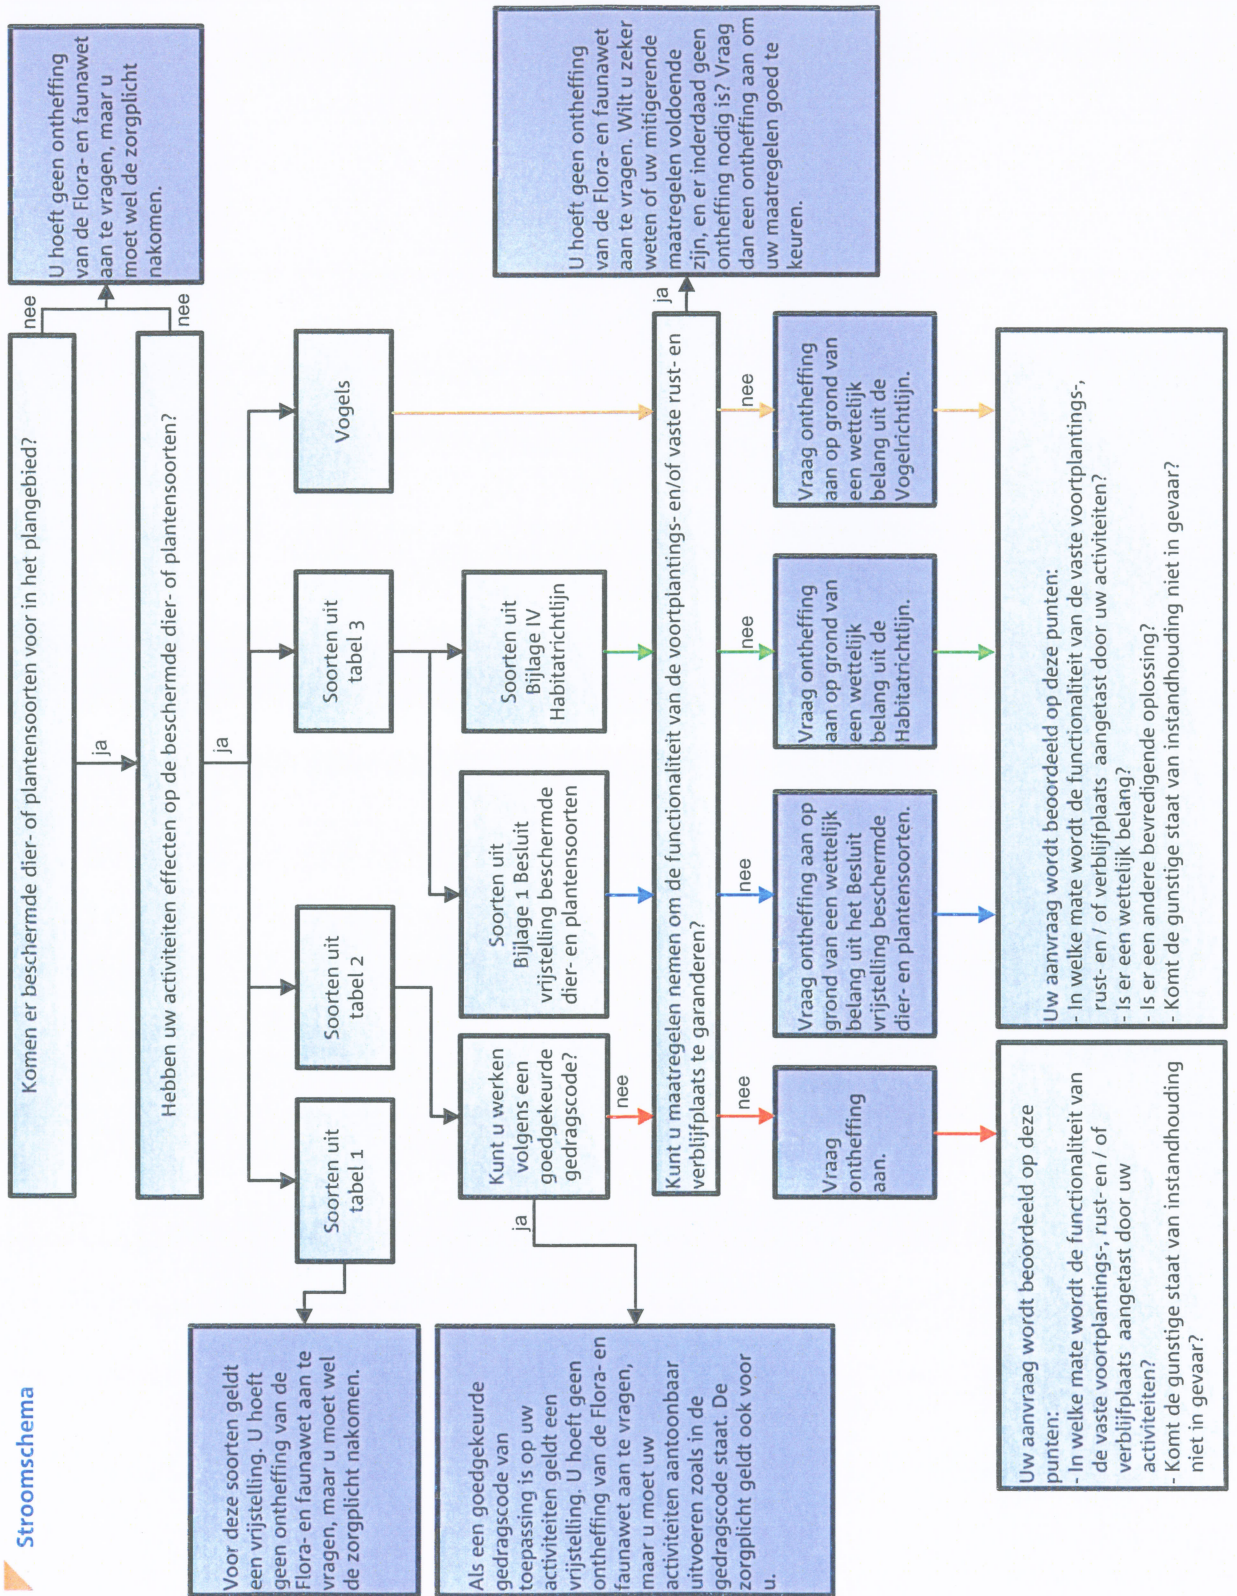 Stroomschema
Komen er beschermde dier- of plantensoorten voor in het plangebied?
nee
U hoeft geen ontheffing
van de Flora- en faunawet
aan te vragen, maar u
moet wel de zorgplicht
nakomen.
ja
Hebben uw activiteiten effecten op de beschermde dier- of plantensoorten?
nee
ja
Soorten uit
tabel 1
Soorten uit
tabel 2
Soorten uit
tabel 3
Vogels
Voor deze soorten geldt
een vrijstelling. U hoeft
geen ontheffing van de
Flora- en faunawet aan te
vragen, maar u moet wel
de zorgplicht nakomen.
Kunt u werken
volgens een
goedgekeurde
gedragscode?
Soorten uit
Bijlage 1 Besluit
vrijstelling beschermde
dier- en plantensoorten
Soorten uit
Bijlage IV
Habitatrichtlijn
ja
nee
Als een goedgekeurde
gedragscode van
toepassing is op uw
activiteiten geldt een
vrijstelling. U hoeft geen
ontheffing van de Flora- en
faunawet aan te vragen,
maar u moet uw
activiteiten aantoonbaar
uitvoeren zoals in de
gedragscode staat. De
zorgplicht geldt ook voor
u.
Kunt u maatregelen nemen om de functionaliteit van de voortplantings- en/of vaste rust- en
verblijfplaats te garanderen?
ja
U hoeft geen ontheffing
van de Flora- en faunawet
aan te vragen. Wilt u zeker
weten of uw mitigerende
maatregelen voldoende
zijn, en er inderdaad geen
ontheffing nodig is? Vraag
dan een ontheffing aan om
uw maatregelen goed te
keuren.
nee
nee
nee
nee
Vraag
ontheffing
aan.
Vraag ontheffing aan op
grond van een wettelijk
belang uit het Besluit
vrijstelling beschermde
dier- en plantensoorten.
Vraag ontheffing
aan op grond van
een wettelijk
belang uit de
Habitatrichtlijn.
Vraag ontheffing
aan op grond van
een wettelijk
belang uit de
Vogelrichtlijn.
Uw aanvraag wordt beoordeeld op deze
punten:
- In welke mate wordt de functionaliteit van
de vaste voortplantings-, rust- en / of
verblijfplaats aangetast door uw
activiteiten?
- Komt de gunstige staat van instandhouding
niet in gevaar?
Uw aanvraag wordt beoordeeld op deze punten:
- In welke mate wordt de functionaliteit van de vaste voortplantings-,
rust- en / of verblijfplaats aangetast door uw activiteiten?
- Is er een wettelijk belang?
- Is er een andere bevredigende oplossing?
- Komt de gunstige staat van instandhouding niet in gevaar?